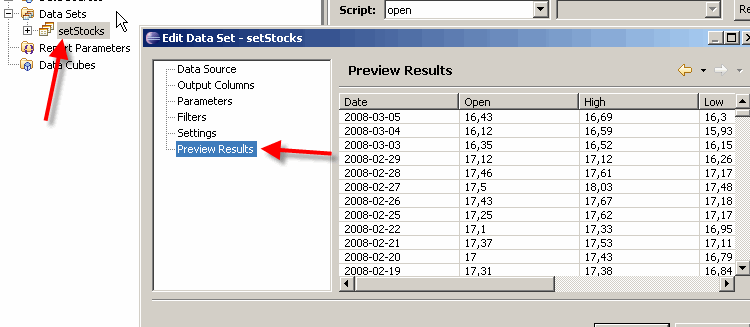 Data Sets
setStocks
Report Parameters
Data Cubes
Script: open
Edit Data Set - setStocks
Data Source
Output Columns
Parameters
Filters
Settings
Preview Results
Preview Results
Date Open High Low
2008-03-05 16,43 16,69 16,3
2008-03-04 16,12 16,59 15,93
2008-03-03 16,35 16,52 16,15
2008-02-29 17,12 17,12 16,26
2008-02-28 17,46 17,61 17,17
2008-02-27 17,5 18,03 17,48
2008-02-26 17,43 17,67 17,18
2008-02-25 17,25 17,62 17,17
2008-02-22 17,1 17,33 16,95
2008-02-21 17,37 17,53 17,11
2008-02-20 17 17,43 16,79
2008-02-19 17,31 17,38 16,84